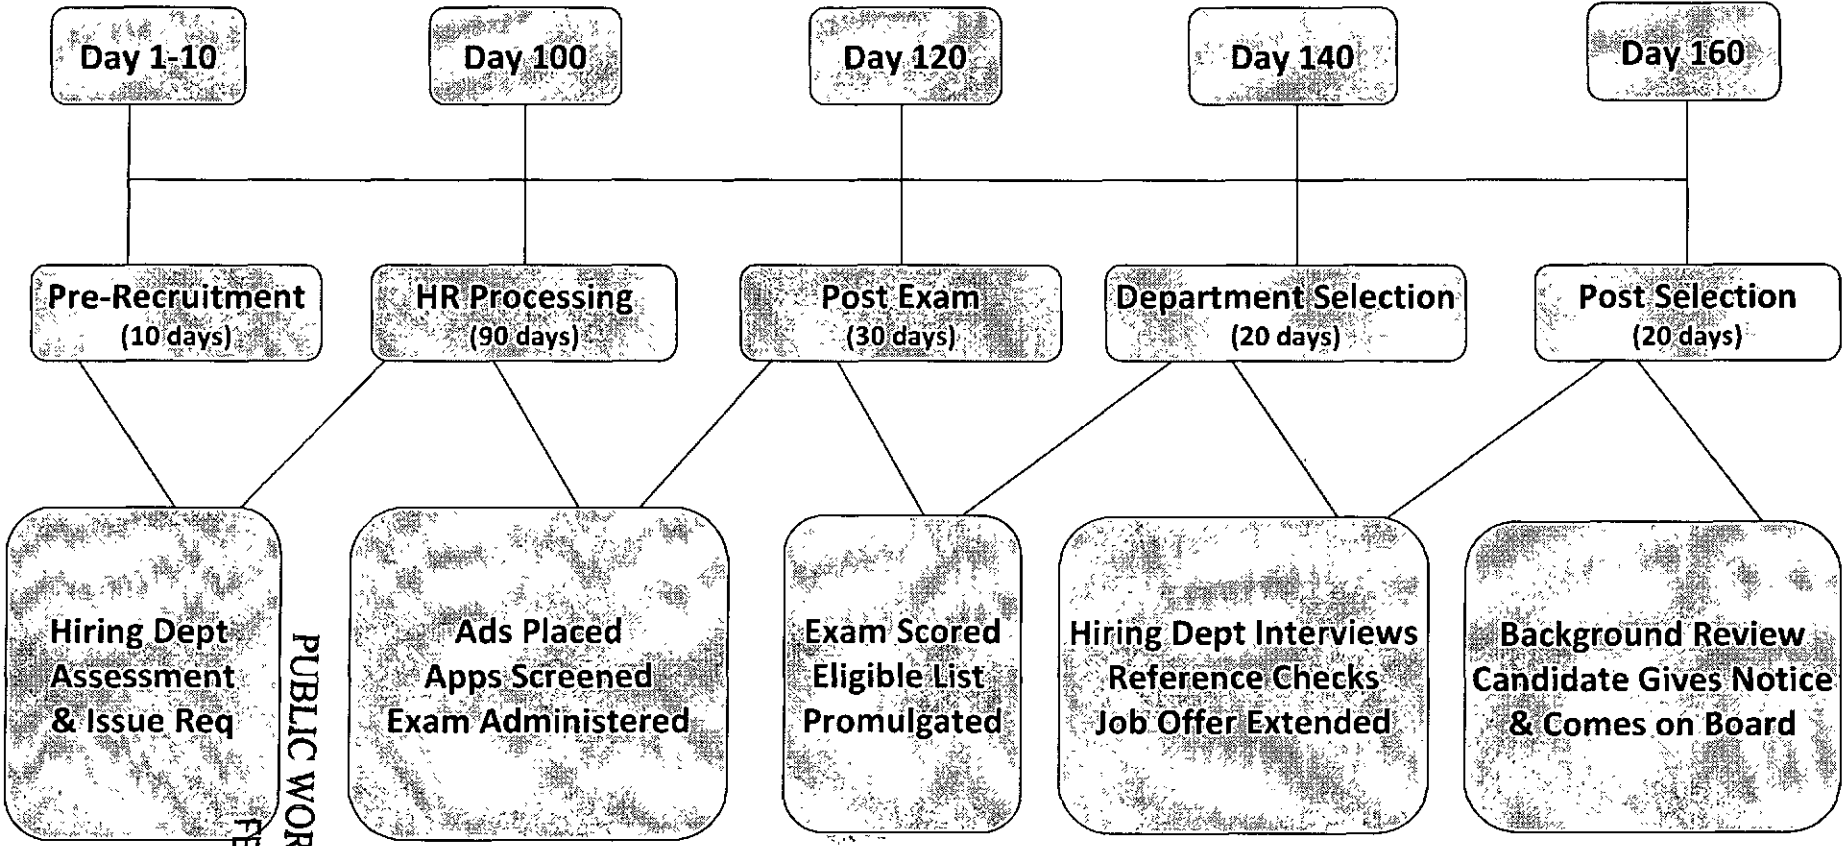 Day 1-10
Day 100
Day 120
Day 140
Day 160
Pre-Recruitment
(10 days)
HR Processing
(90 days)
Post Exam
(30 days)
Department Selection
(20 days)
Post Selection
(20 days)
Hiring Dept
Assessment
& Issue Req
Ads Placed
Apps Screened
Exam Administered
Exam Scored
Eligible List
Promulgated
Hiring Dept Interviews
Reference Checks
Job Offer Extended
Background Review
Candidate Gives Notice
& Comes on Board
PUBLIC WOR